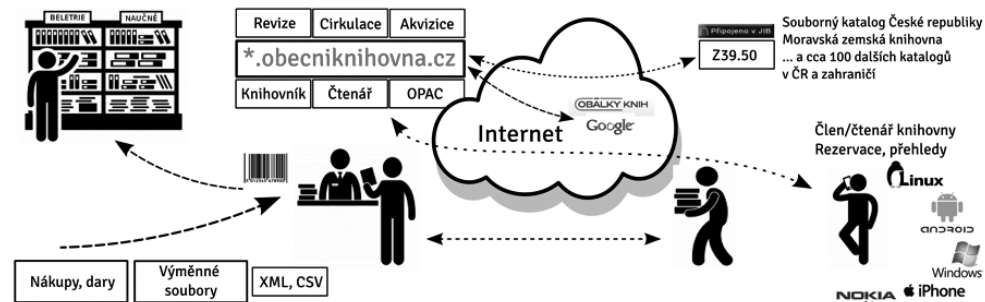 BELETRIE
NAUČNÉ
Revize
Cirkulace
Akvizice
*.obecniknihovna.cz
Knihovník
Čtenář
OPAC
Internet
OBÁLKY KNIH
Google
Připojeno v JIB
Z39.50
Souborný katalog České republiky
Moravská zemská knihovna
... a cca 100 dalších katalogů
v ČR a zahraničí
Člen/čtenář knihovny
Rezervace, přehledy
Linux
android
Windows
NOKIA
iPhone
Nákupy, dary
Výměnné
soubory
XML, CSV